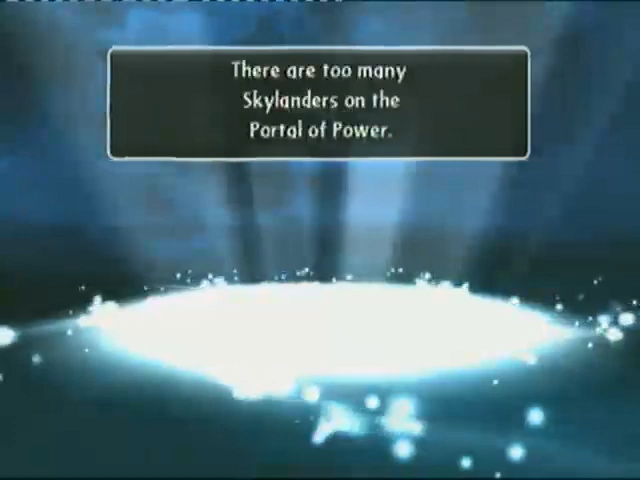 There are too many
Skylanders on the
Portal of Power.